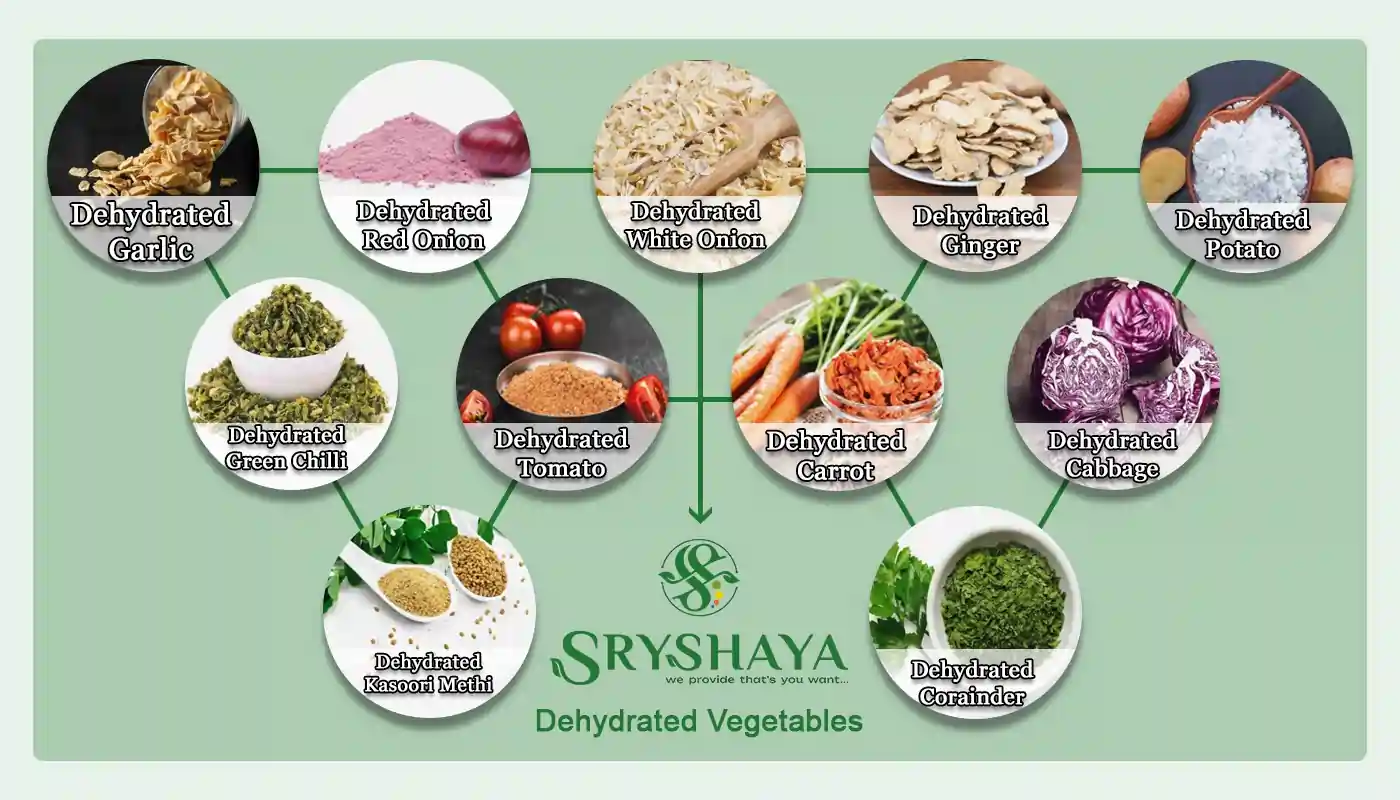 Dehydrated
Garlic
Dehydrated
Red Onion
Dehydrated
White Onion
Dehydrated
Ginger
Dehydrated
Potato
Dehydrated
Green Chilli
Dehydrated
Tomato
Dehydrated
Carrot
Dehydrated
Cabbage
Dehydrated
Kasoori Methi
Dehydrated
Corainder
SRYSHAYA
we provide that's you want...
Dehydrated Vegetables